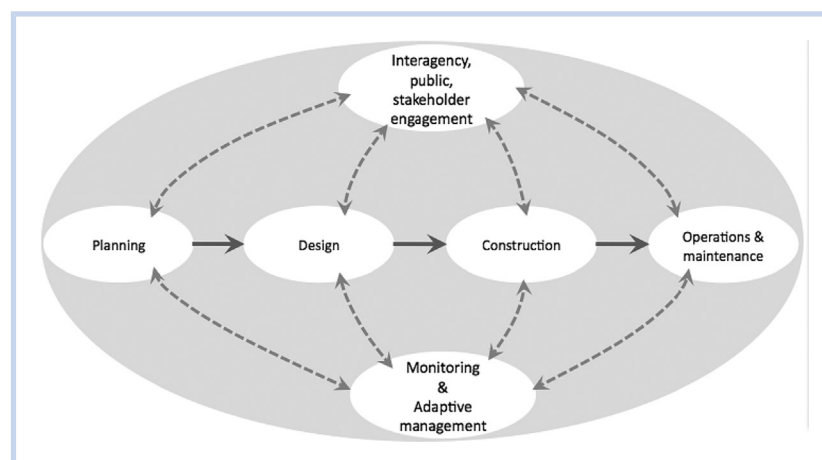 Interagency,
public,
stakeholder
engagement
Planning
Design
Construction
Operations &
maintenance
Monitoring
&
Adaptive
management